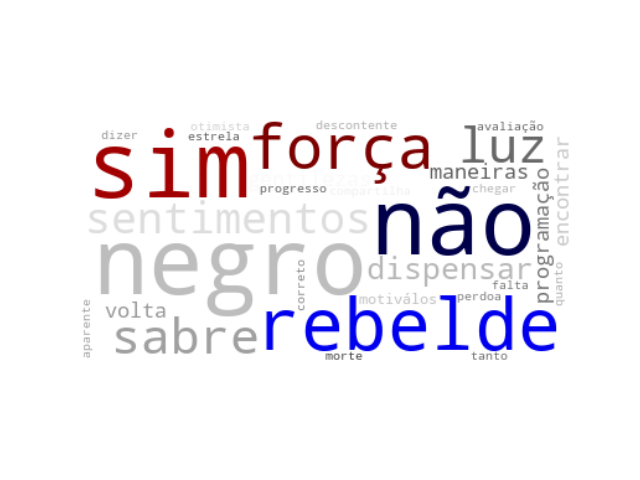 otimista
descontente
avaliação
dizer
estrela
sim
força
luz
maneiras
encontrar
progresso
compartilha
chegar
sentimentos
não
programação
negro
dispensar
correto
falta
quanto
motiválos
perdoa
volta
rebelde
aparente
sabre
morte
tanto